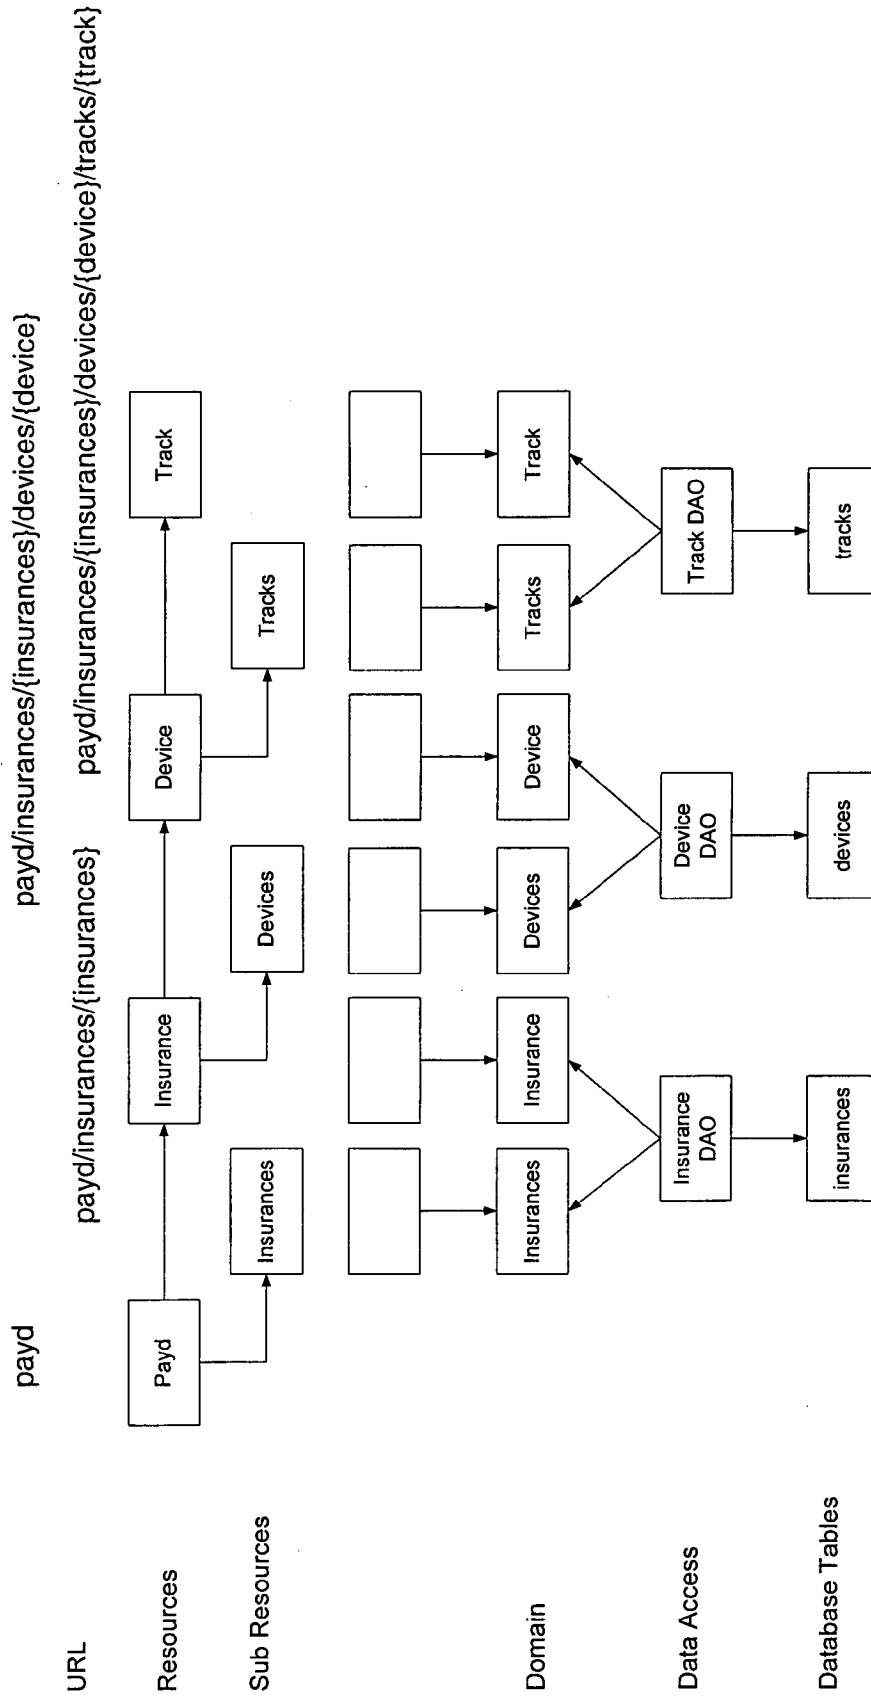 payd
payd/insurances/{insurances}/devices/{device}
URL
payd/insurances/{insurances}
payd/insurances/{insurances}/devices/{device}/tracks/{track}
Resources
Payd
Insurance
Device
Track
Sub Resources
Insurances
Devices
Tracks
Domain
Insurances
Insurance
Devices
Device
Tracks
Track
Data Access
Insurance
DAO
Device
DAO
Track DAO
Database Tables
insurances
devices
tracks